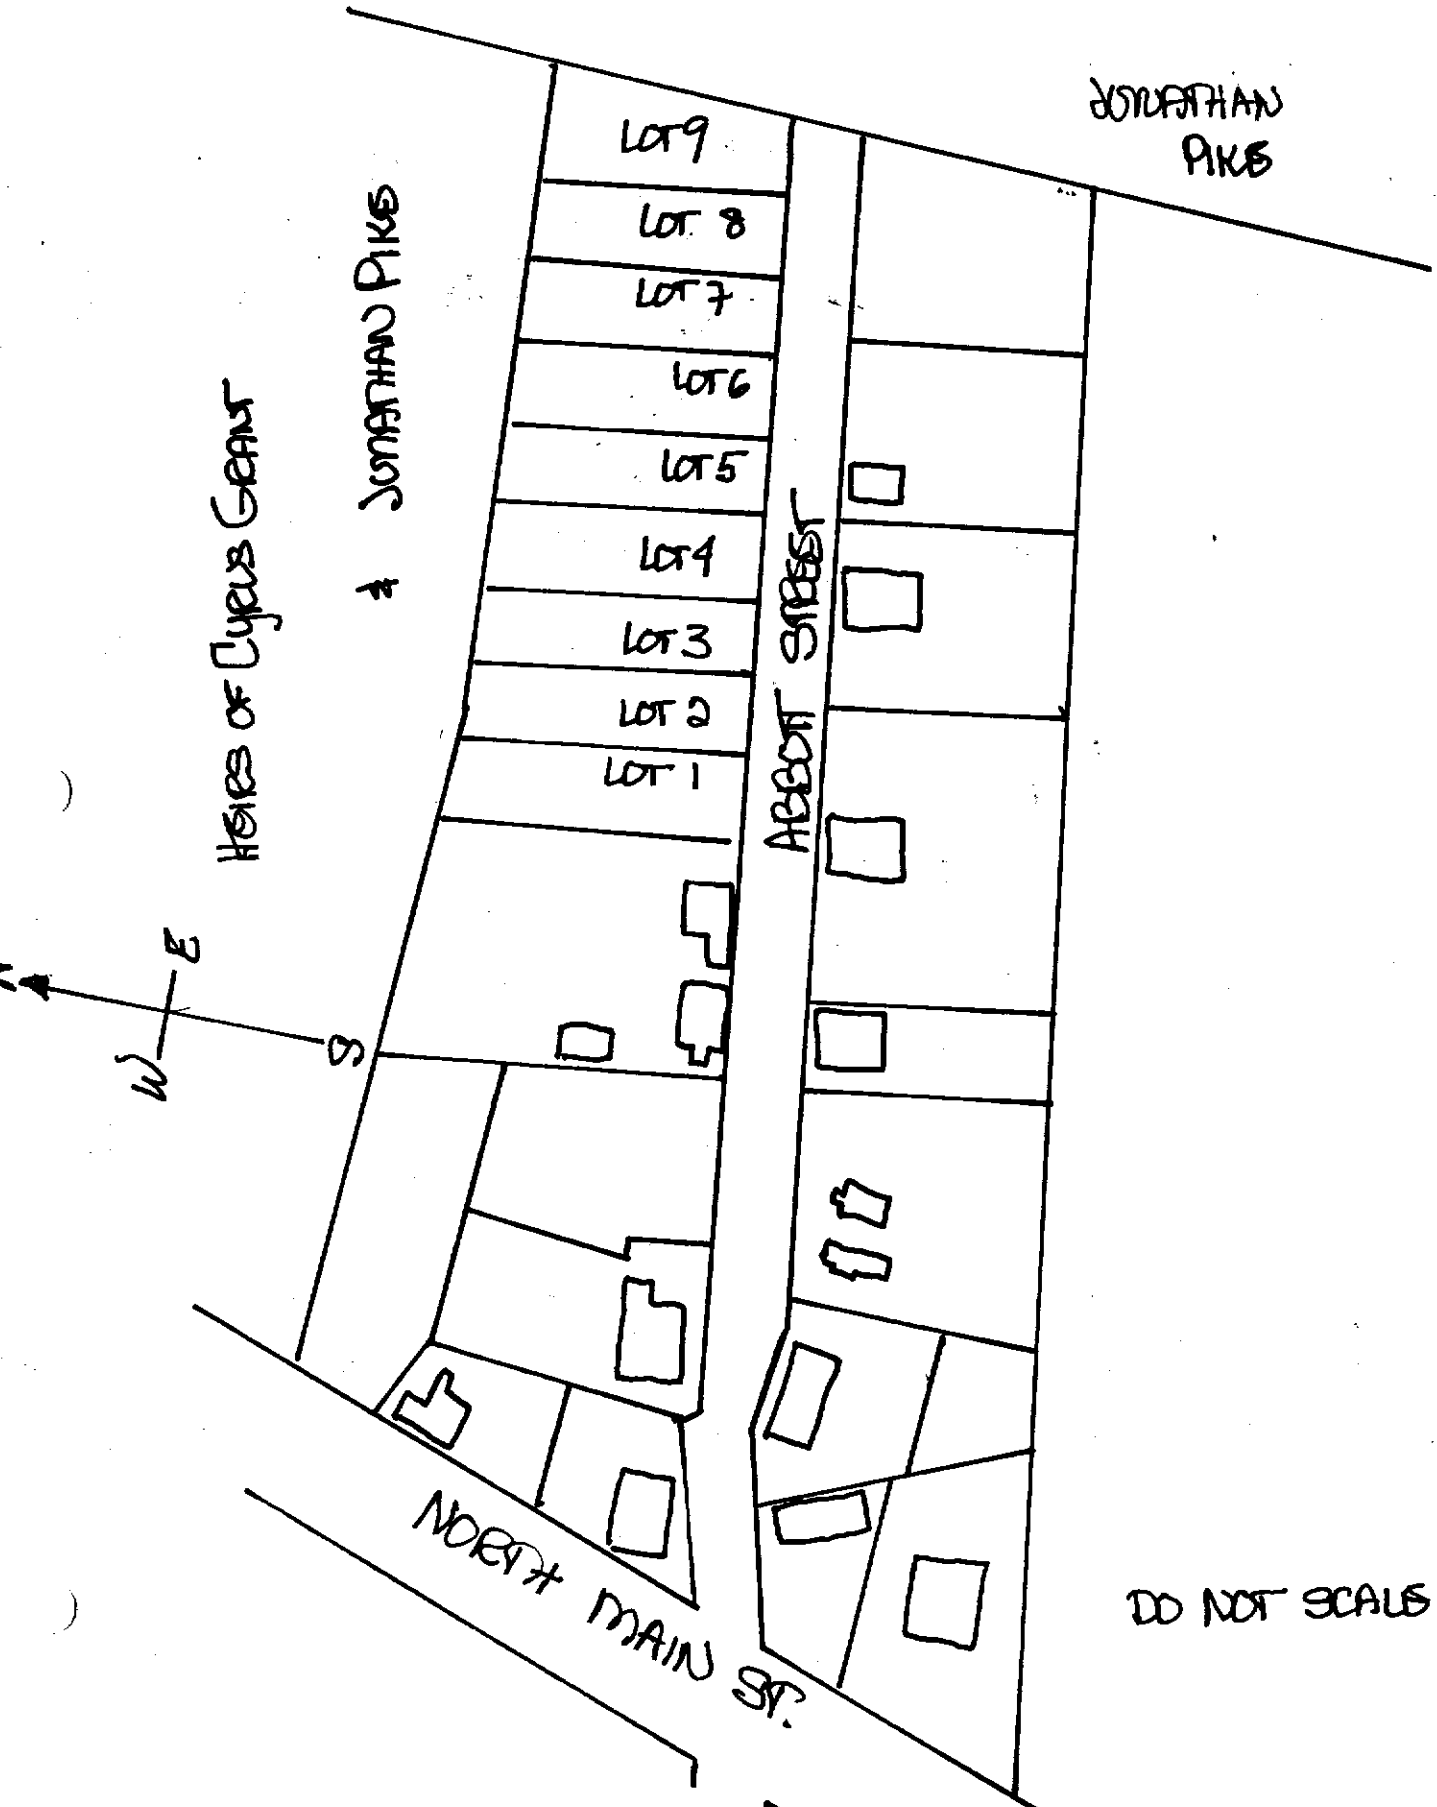 JONATHAN
PIKE
HEIRS OF CYRUS GRANT
& JONATHAN PIKE
LOT 9
LOT 8
LOT 7
LOT 6
LOT 5
LOT 4
LOT 3
LOT 2
LOT 1
ABBOTT STREET
N
E
W
S
NORTH MAIN ST.
DO NOT SCALE